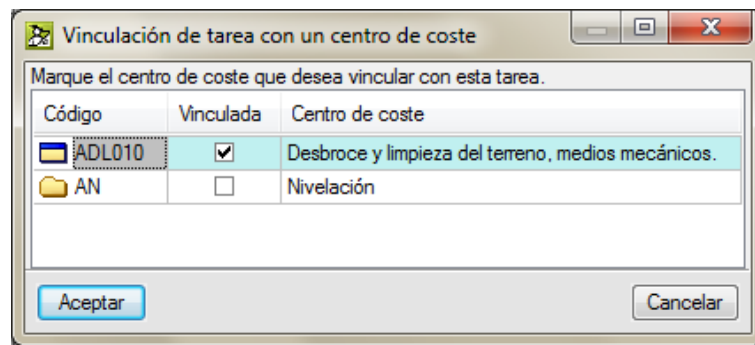 Vinculación de tarea con un centro de coste
Marque el centro de coste que desea vincular con esta tarea.
Código Vinculada Centro de coste
ADL010 Desbroce y limpieza del terreno, medios mecánicos.
AN Nivelación
Aceptar Cancelar